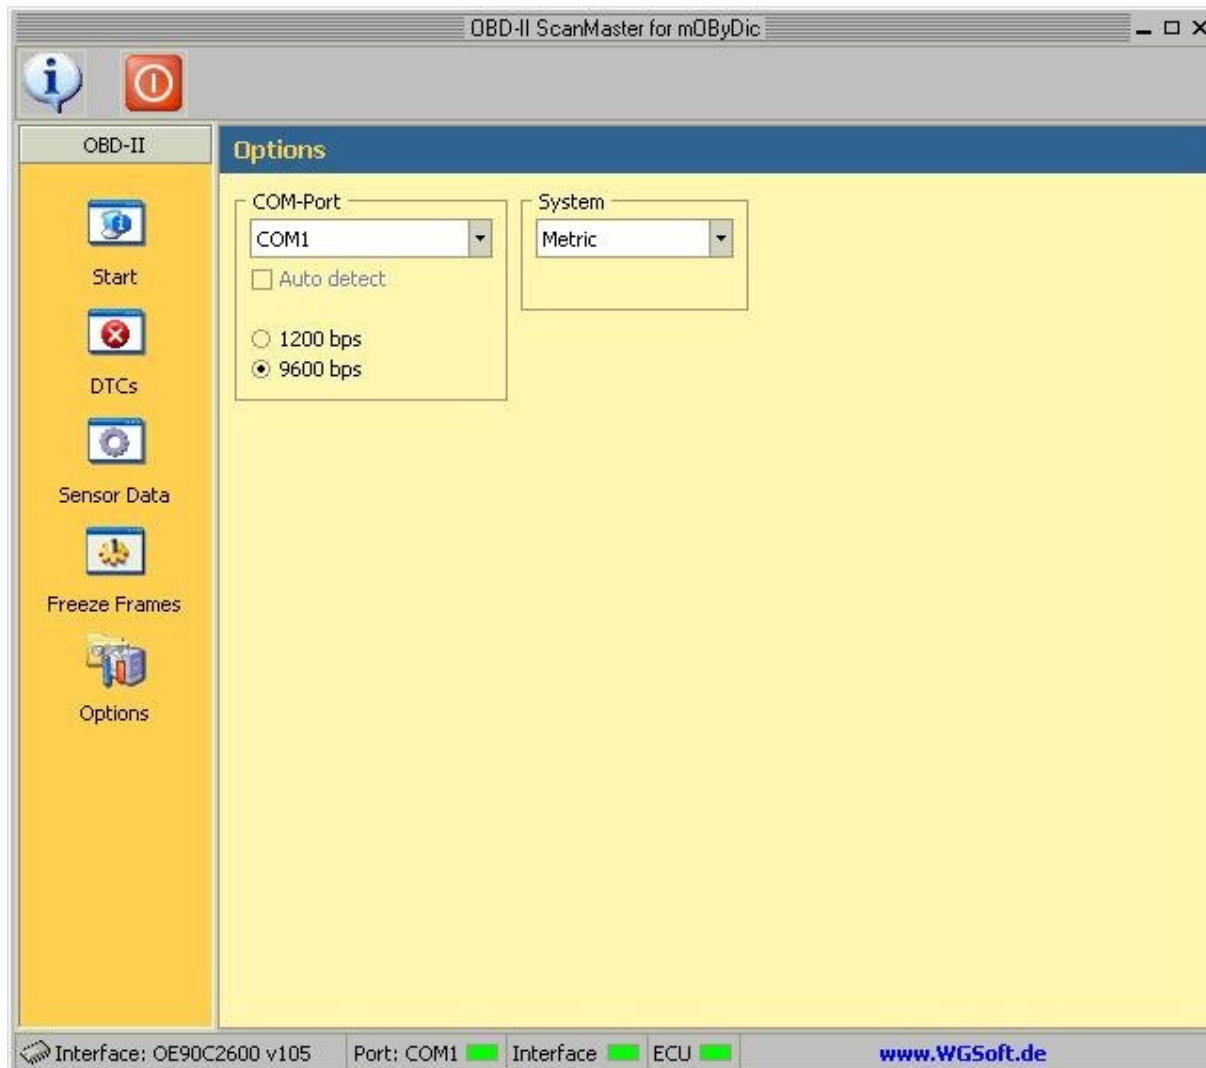 OBD-II ScanMaster for mOByDic
OBD-II
Options
Start
DTCs
Sensor Data
Freeze Frames
Options
COM-Port
COM1
Auto detect
1200 bps
9600 bps
System
Metric
Interface: OE90C2600 v105
Port: COM1
Interface
ECU
www.WGSoft.de